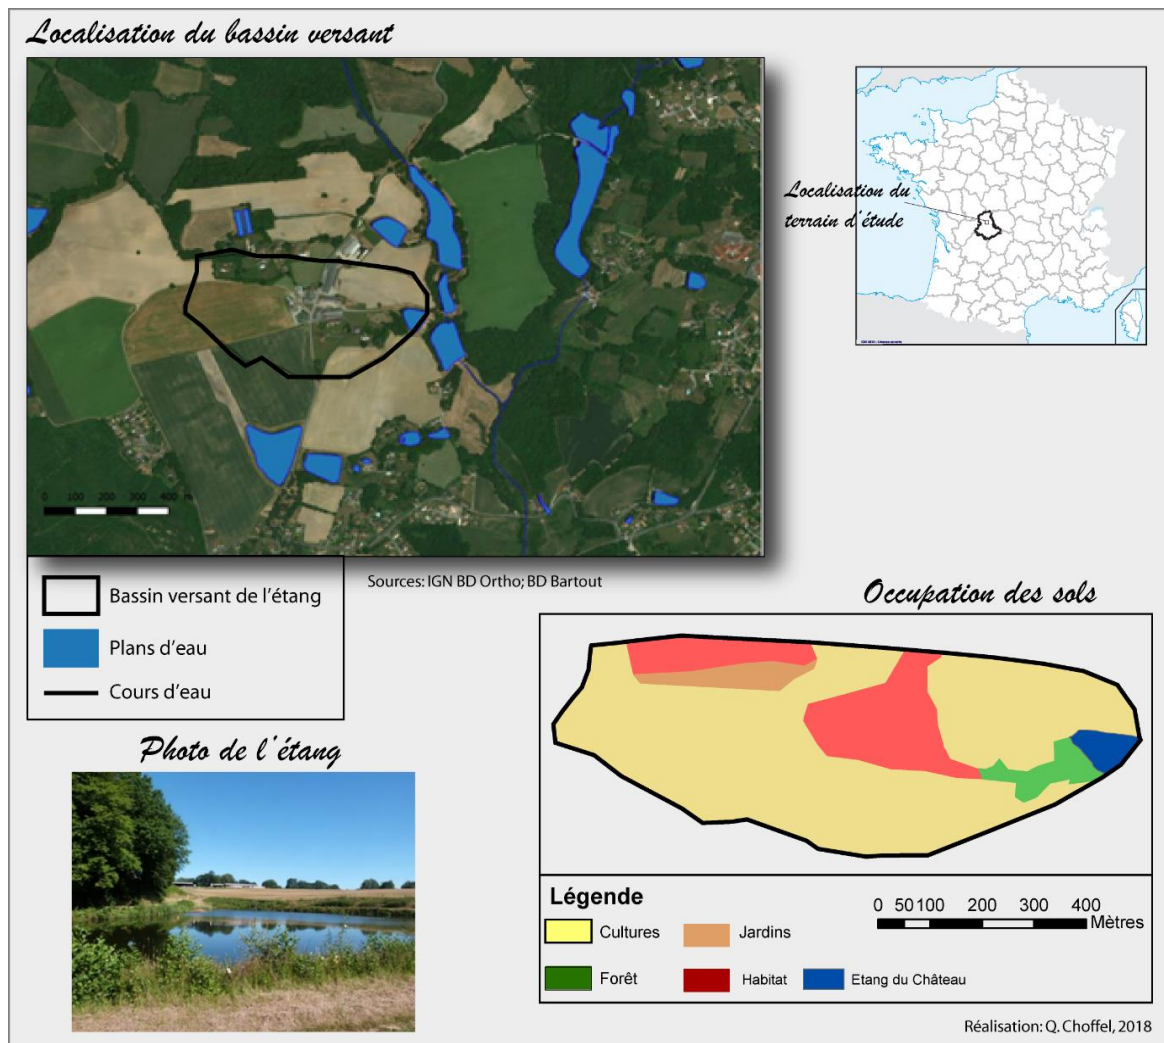 Localisation du bassin versant
0 100 200 300 400 m
Localisation du
terrain d'étude
Bassin versant de l'étang
Plans d'eau
Cours d'eau
Sources: IGN BD Ortho; BD Bartout
Photo de l'étang
Occupation des sols
Légende
Cultures
Jardins
Forêt
Habitat
Etang du Château
0 50 100 200 300 400
Mètres
Réalisation: Q. Choffel, 2018